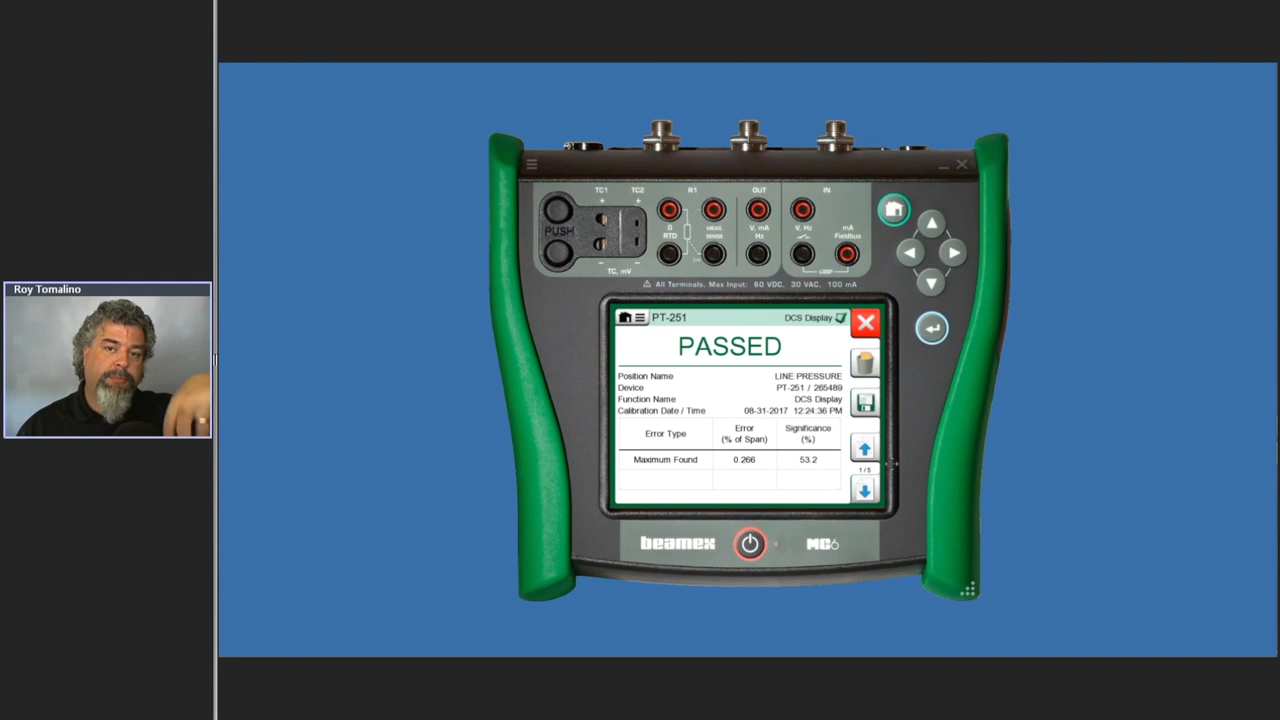 Roy Tomalino
TC1 TC2 R1 OUT IN
+ +
PUSH
Ω RTD
MEAS SENSE
V, mA Hz
V, Hz
mA Fieldbus
- -
TC, mV
LOOP
All Terminals, Max Input: 60 VDC, 30 VAC, 100 mA
PT-251 DCS Display
PASSED
Position Name LINE PRESSURE
Device PT-251 / 265489
Function Name DCS Display
Calibration Date / Time 08-31-2017 12:24:36 PM
Error Type Error (% of Span) Significance (%)
Maximum Found 0.266 53.2
1 / 5
beamex MC6